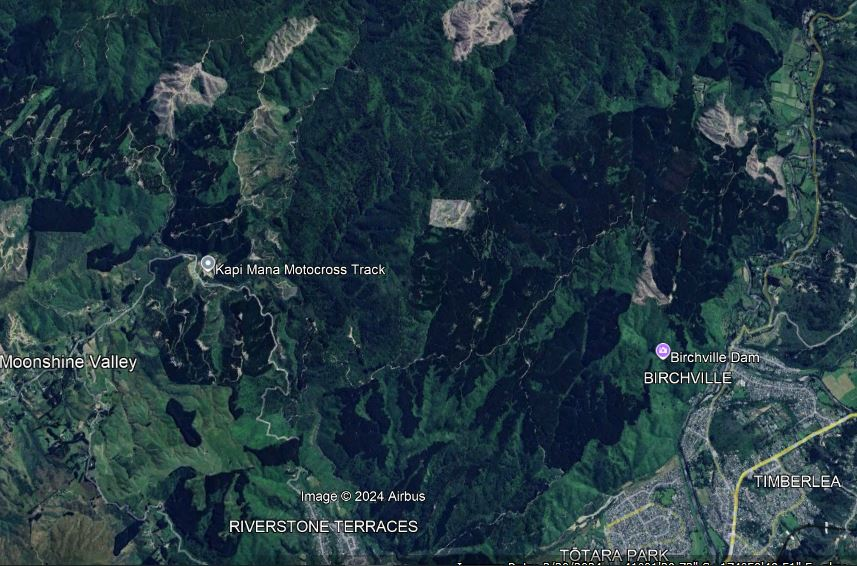 Kapi Mana Motocross Track
Moonshine Valley
Birchville Dam
BIRCHVILLE
TIMBERLEA
Image © 2024 Airbus
RIVERSTONE TERRACES
TŌTARA PARK